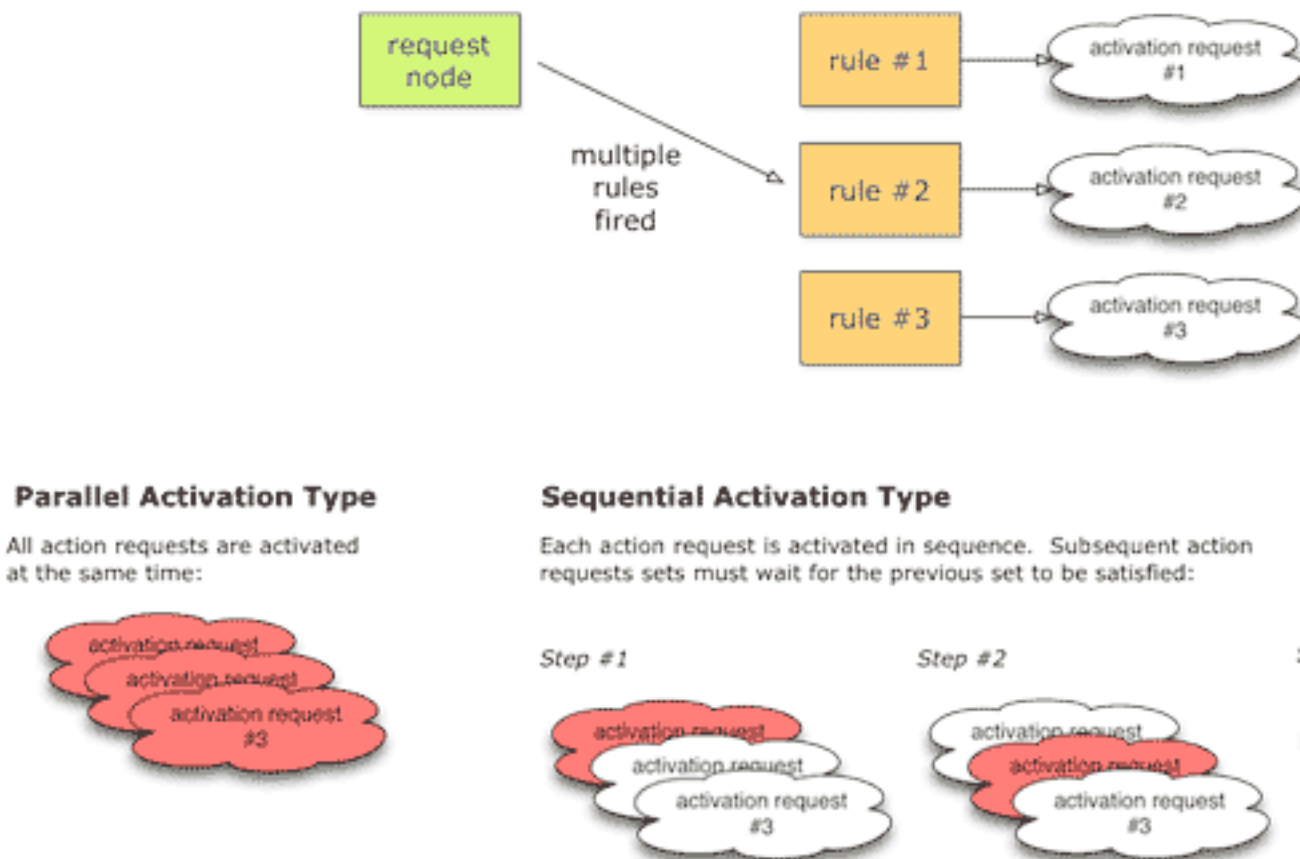 request
node
multiple
rules
fired
rule #1
activation request
#1
rule #2
activation request
#2
rule #3
activation request
#3
Parallel Activation Type
All action requests are activated
at the same time:
activation request
activation request
activation request
#3
Sequential Activation Type
Each action request is activated in sequence.  Subsequent action
requests sets must wait for the previous set to be satisfied:
Step #1
activation request
activation request
activation request
#3
Step #2
activation request
activation request
activation request
#3